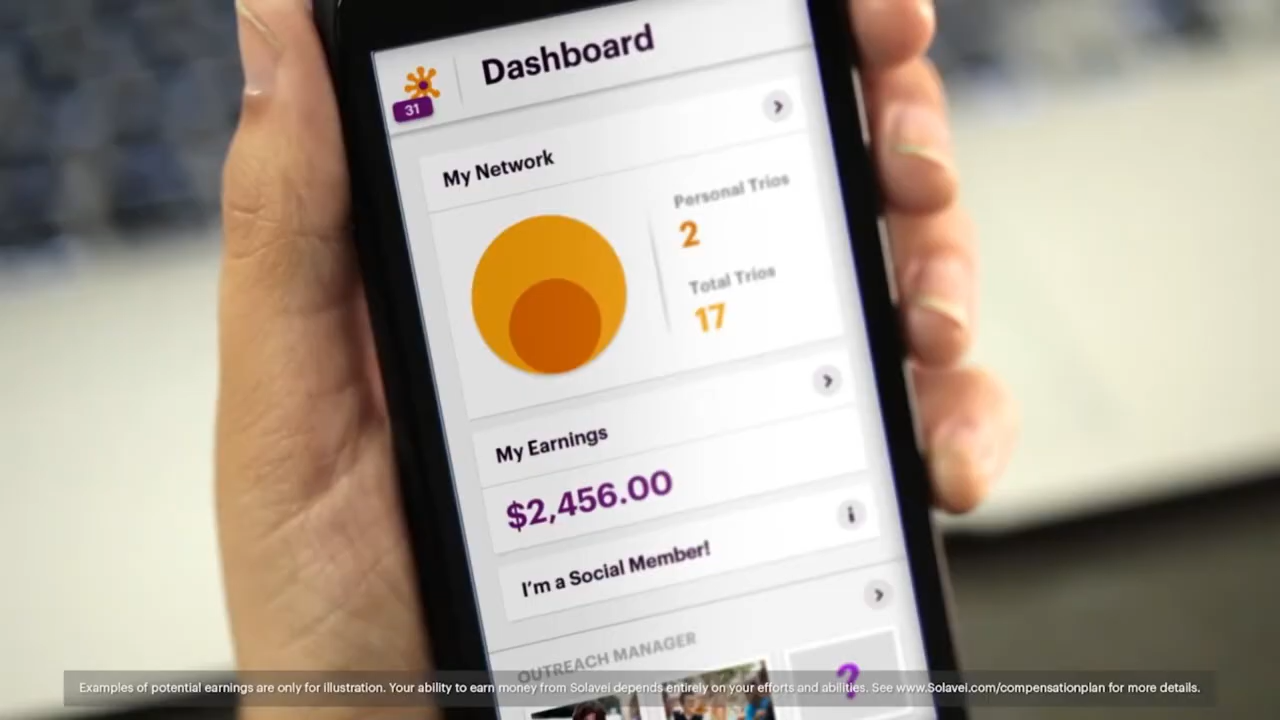 Dashboard
31
My Network
Personal Trios
2
Total Trios
17
My Earnings
$2,456.00
I'm a Social Member!
i
OUTREACH MANAGER
?
Examples of potential earnings are only for illustration. Your ability to earn money from Solavei depends entirely on your efforts and abilities. See www.Solavei.com/compensationplan for more details.